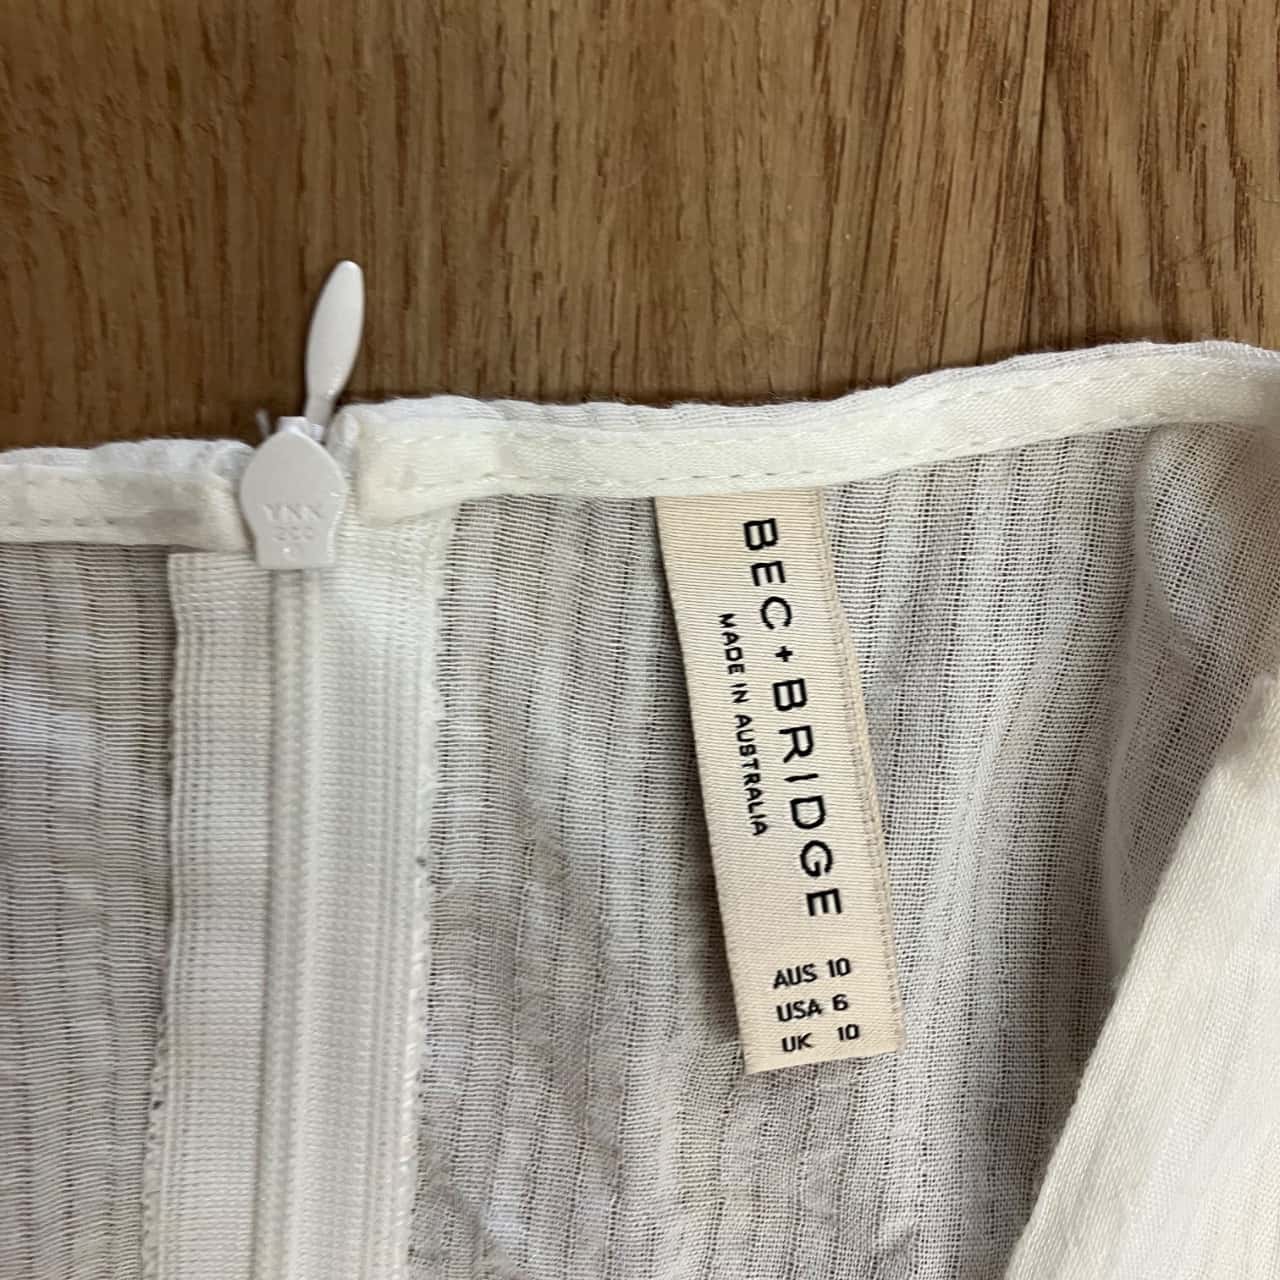 BEC+BRIDGE
MADE IN AUSTRALIA
AUS 10
USA 6
UK 10